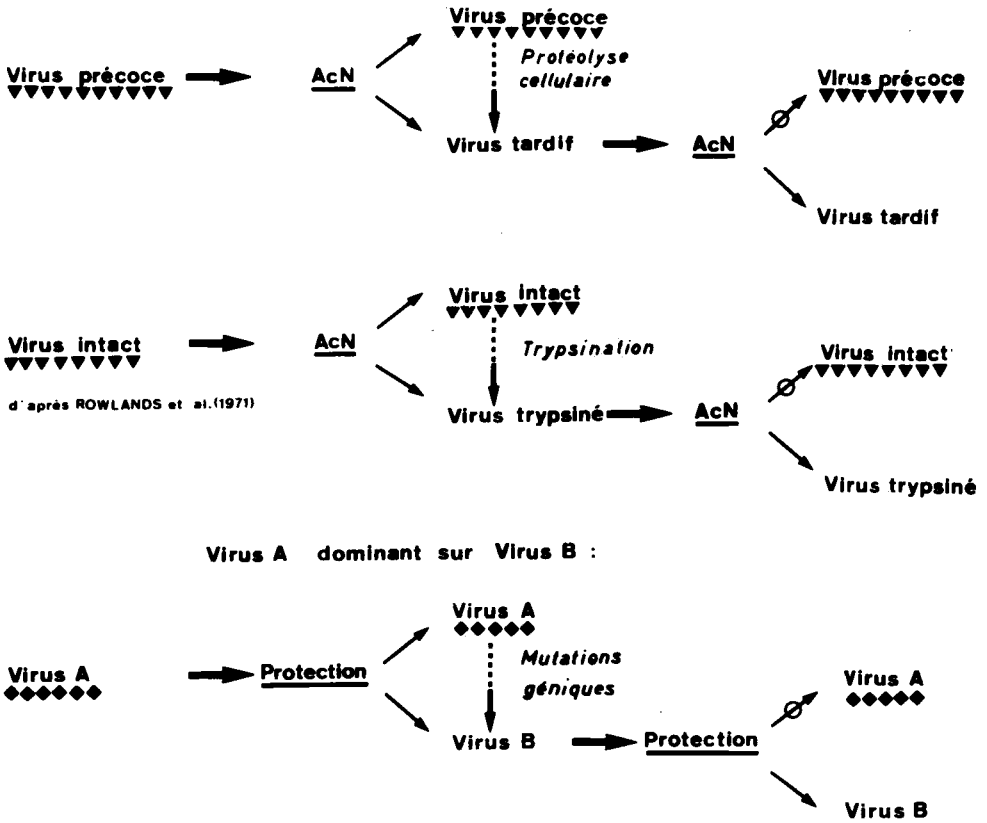 Virus précoce
Protéolyse
cellulaire
Virus précoce
AcN
Virus précoce
Virus tardif
AcN
Virus tardif
Virus intact
Virus intact
AcN
Trypsination
Virus intact
d'après ROWLANDS et al.(1971)
Virus trypsiné
AcN
Virus trypsiné
Virus A dominant sur Virus B :
Virus A
Virus A
Protection
Mutations
géniques
Virus A
Virus B
Protection
Virus B